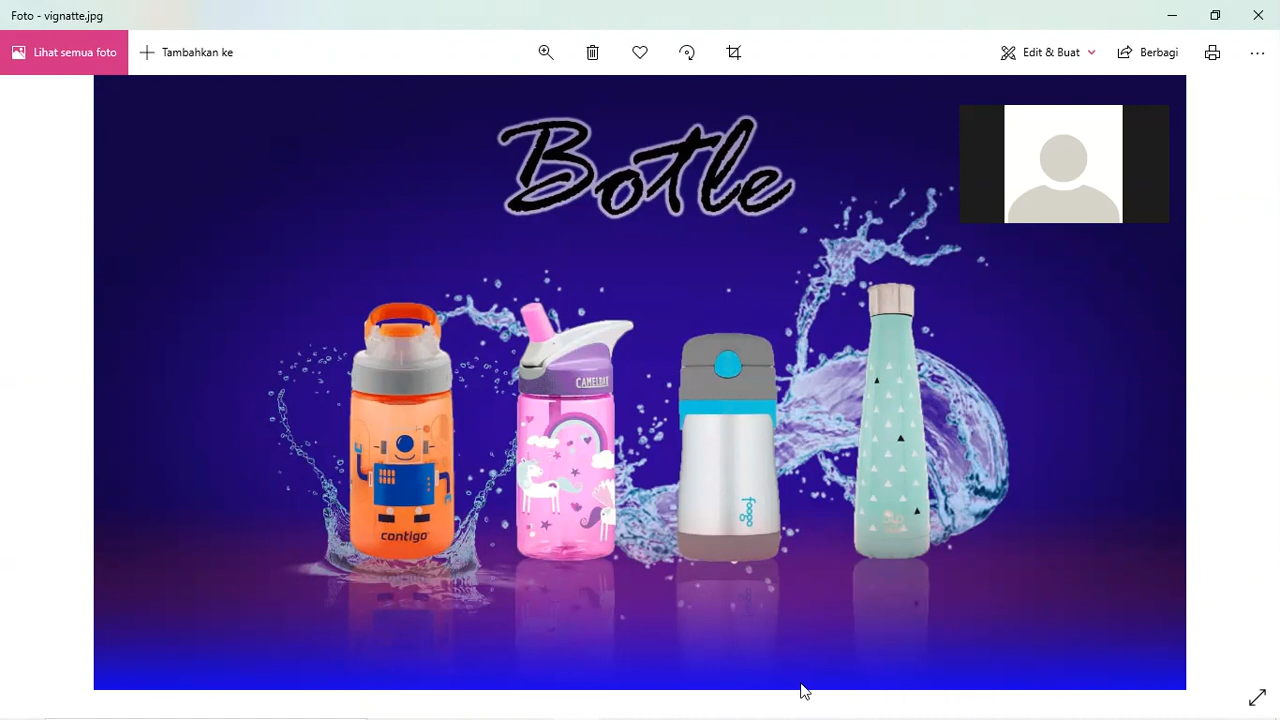 Foto - vignatte.jpg
Lihat semua foto
Tambahkan ke
Edit & Buat
Berbagi
Botle
CAMELBAK
contigo
foogo